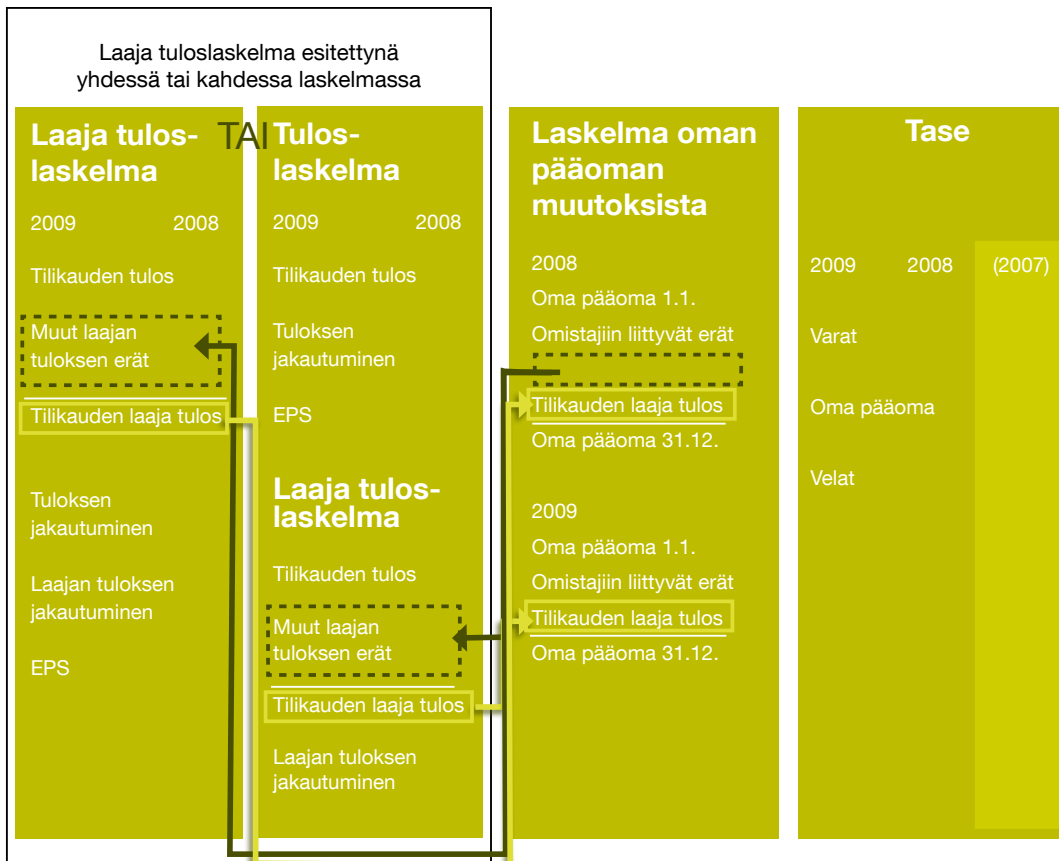 Laaja tuloslaskelma esitettynä
yhdessä tai kahdessa laskelmassa
Laaja tulos-
laskelma
2009 2008
Tilikauden tulos
Muut laajan
tuloksen erät
Tilikauden laaja tulos
Tuloksen
jakautuminen
Laajan tuloksen
jakautuminen
EPS
TAI
Tulos-
laskelma
2009 2008
Tilikauden tulos
Tuloksen
jakautuminen
EPS
Laaja tulos-
laskelma
Tilikauden tulos
Muut laajan
tuloksen erät
Tilikauden laaja tulos
Laajan tuloksen
jakautuminen
Laskelma oman
pääoman
muutoksista
2008
Oma pääoma 1.1.
Omistajiin liittyvät erät
Tilikauden laaja tulos
Oma pääoma 31.12.
2009
Oma pääoma 1.1.
Omistajiin liittyvät erät
Tilikauden laaja tulos
Oma pääoma 31.12.
Tase
2009 2008 (2007)
Varat
Oma pääoma
Velat